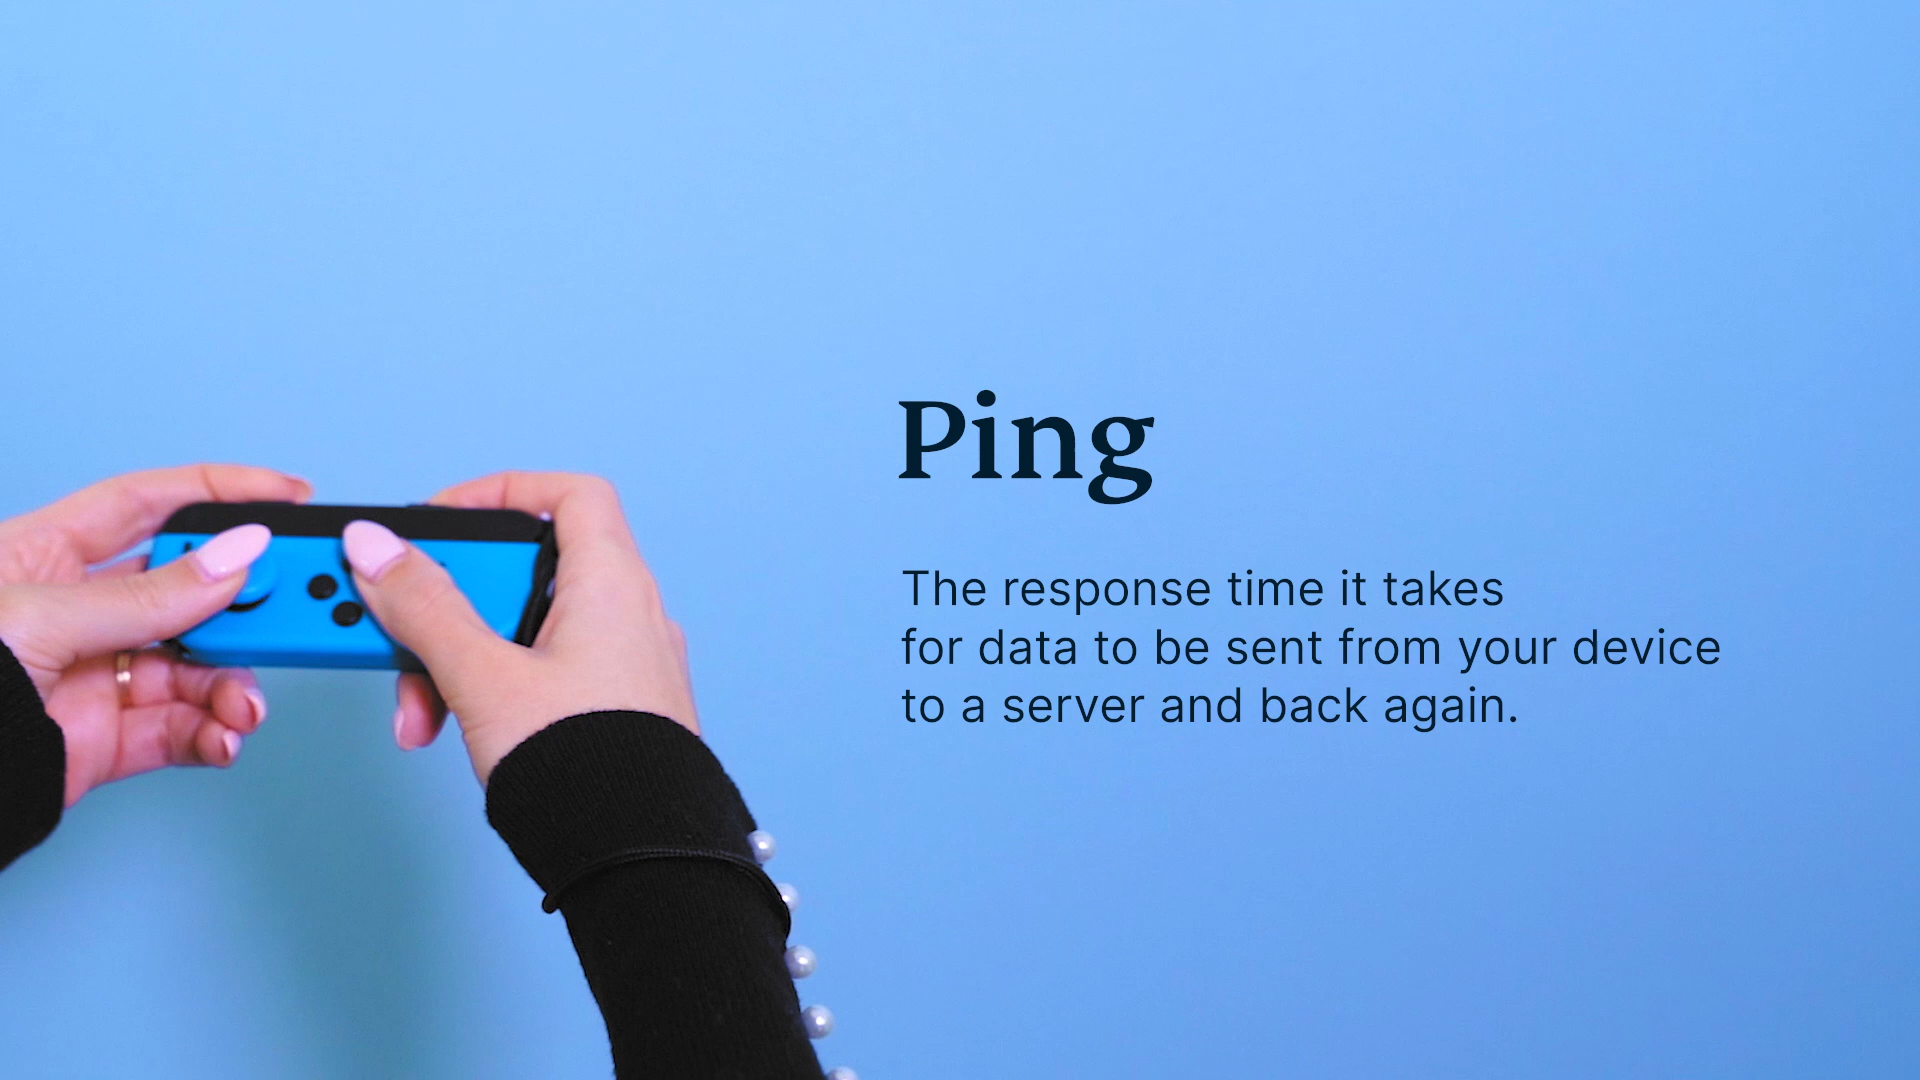 Ping
The response time it takes
for data to be sent from your device
to a server and back again.